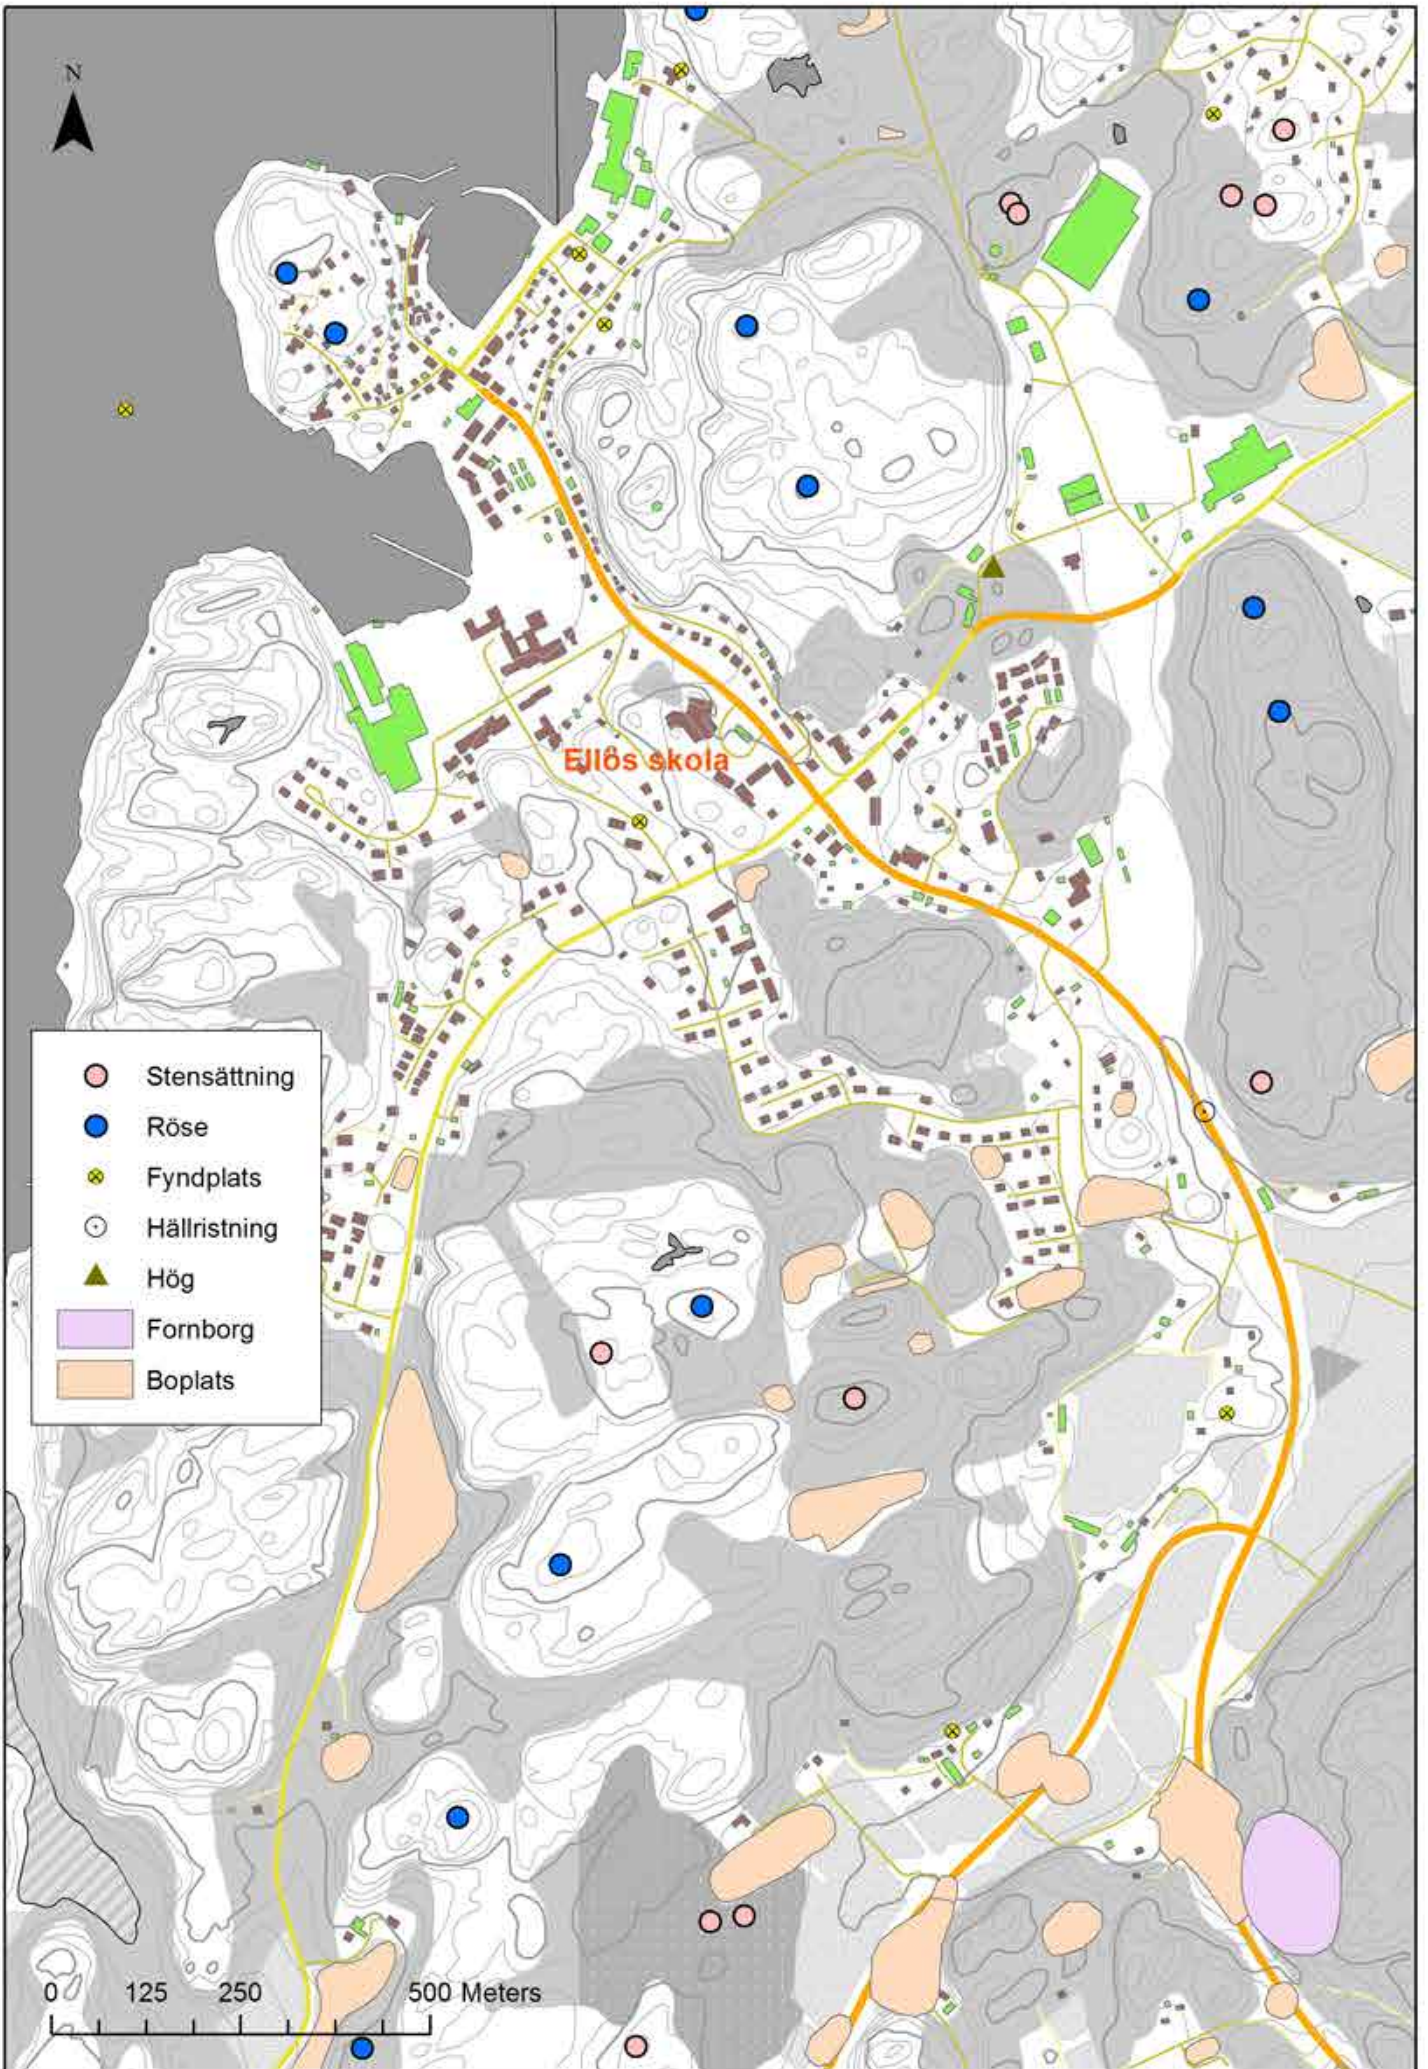 N
Ellös skola
Stensättning
Röse
Fyndplats
Hällristning
Hög
Fornborg
Boplats
0 125 250 500 Meters